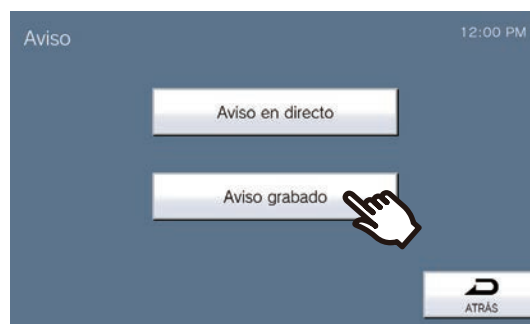 Aviso
12:00 PM
Aviso en directo
Aviso grabado
ATRÁS